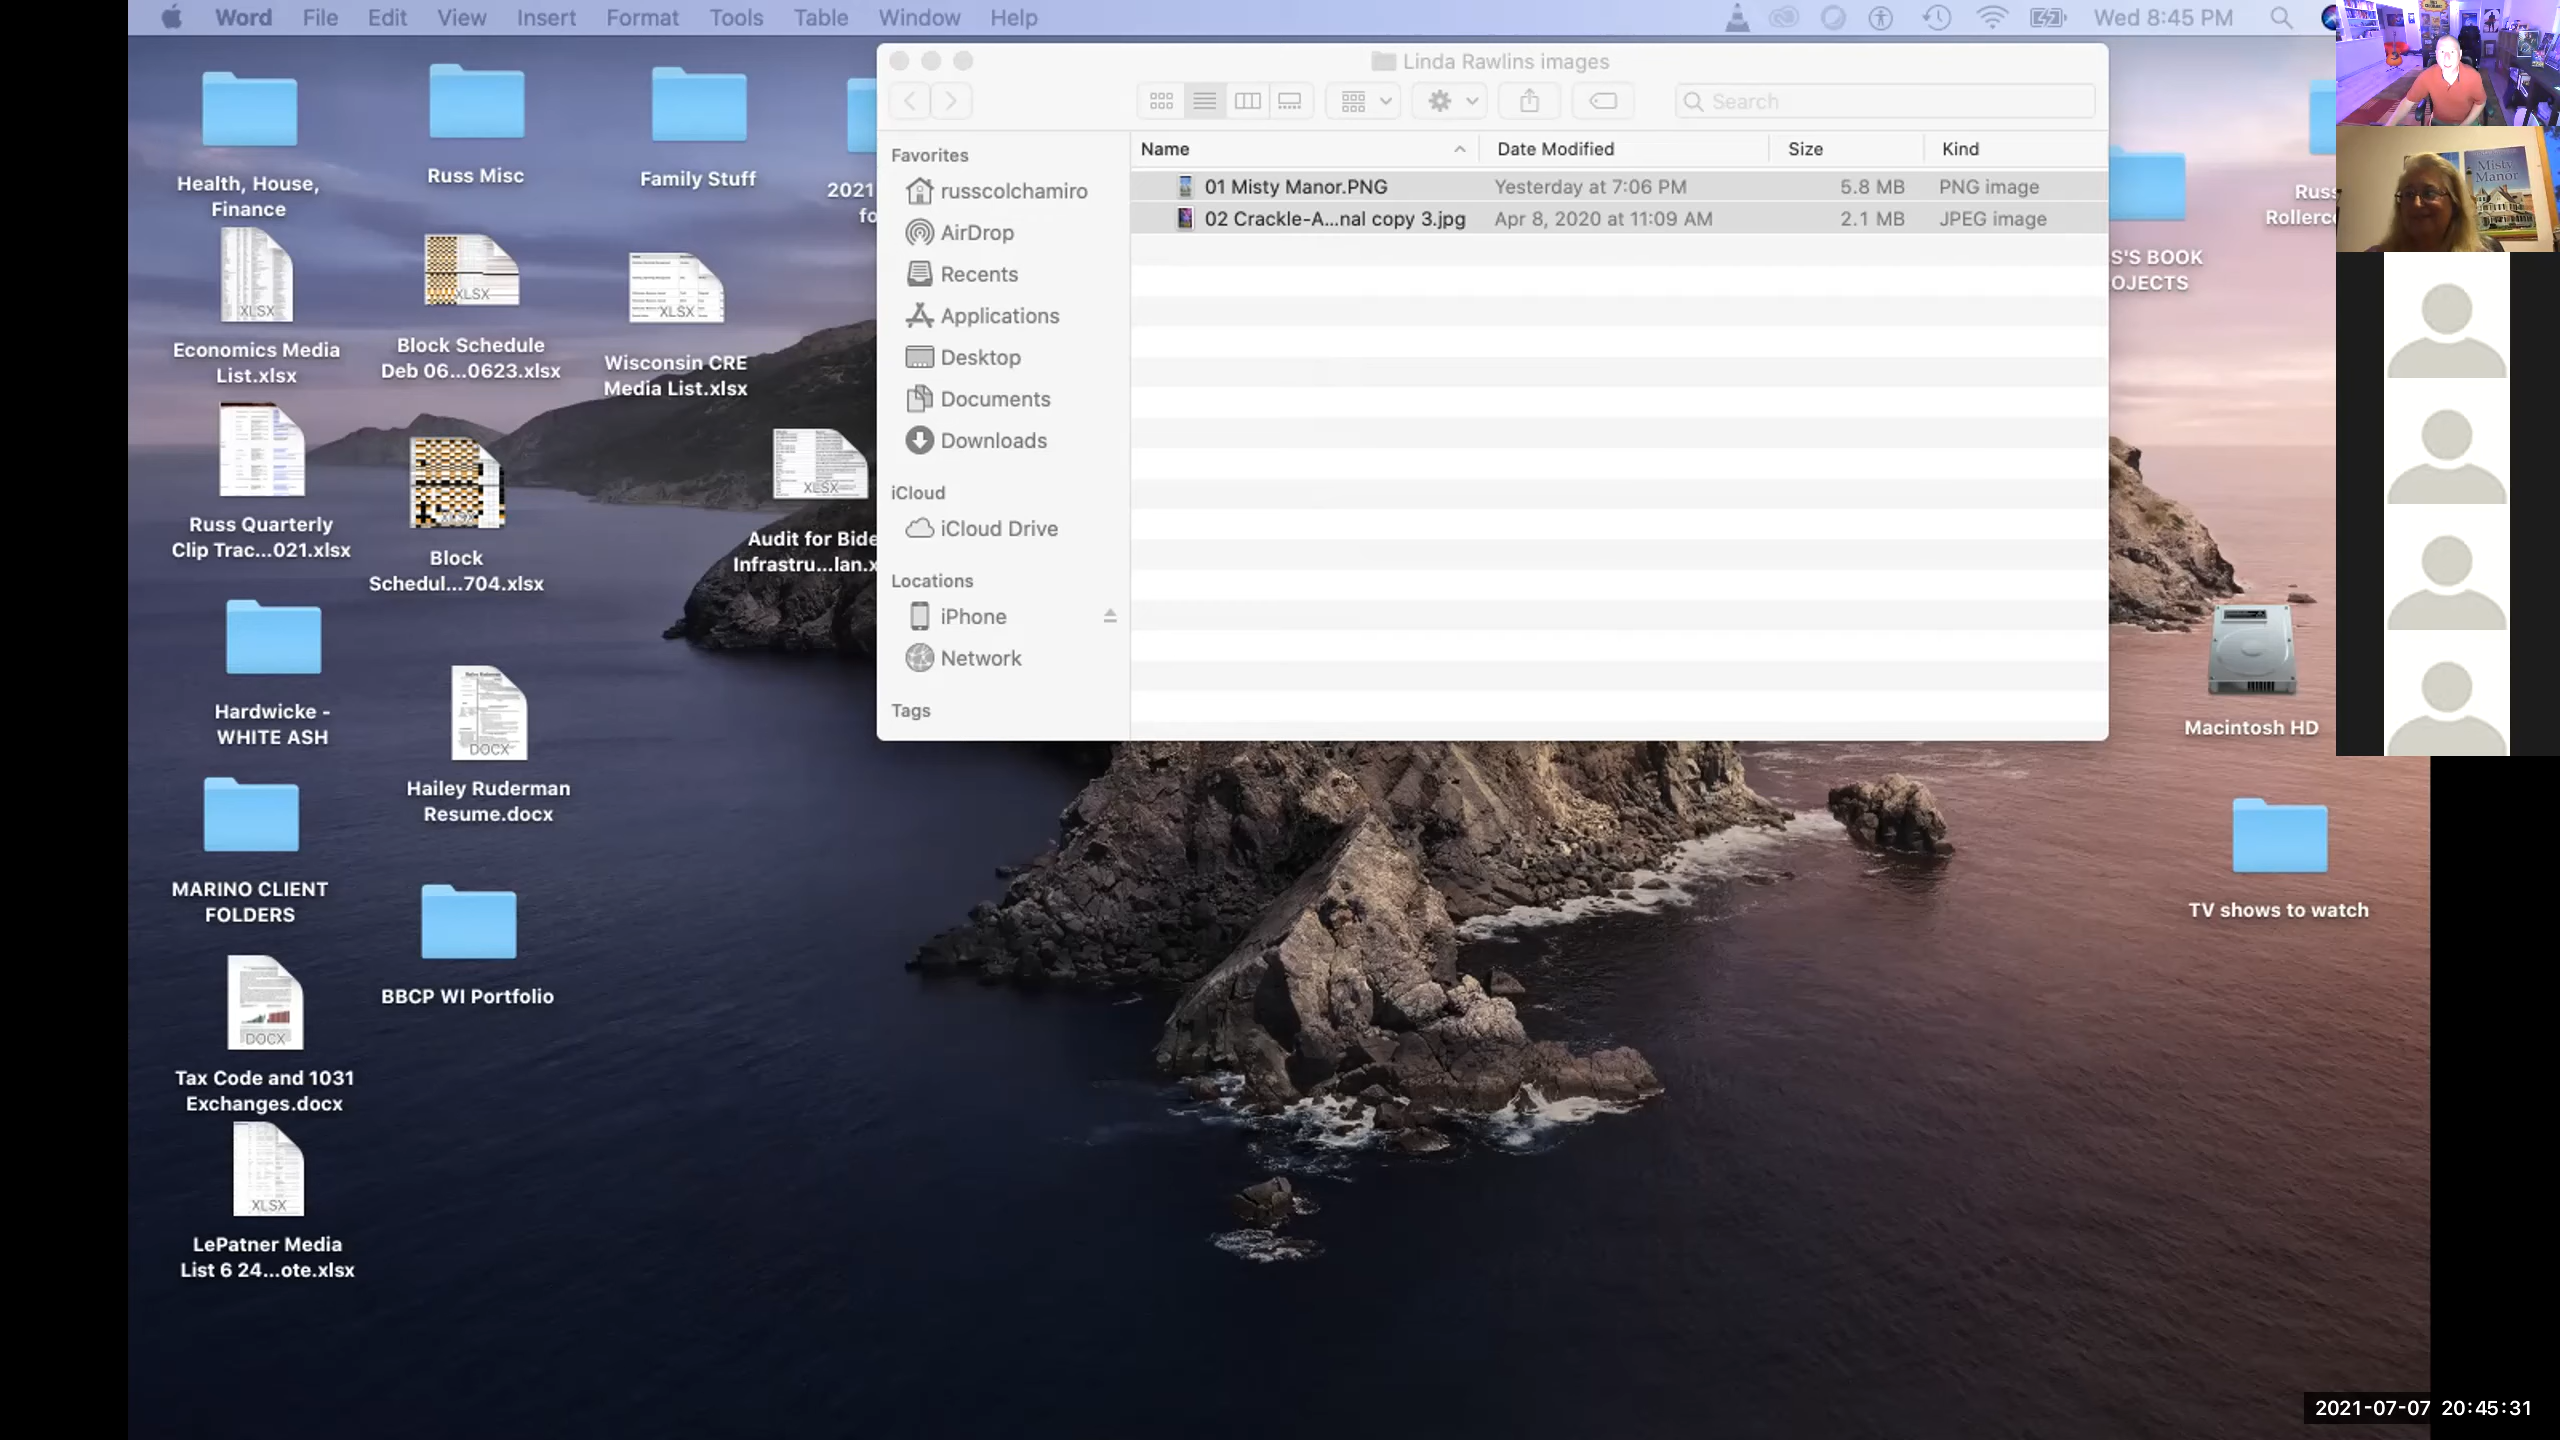 Word File Edit View Insert Format Tools Table Window Help
Wed 8:45 PM
Linda Rawlins images
Search
Favorites
russcolchamiro
AirDrop
Recents
Applications
Desktop
Documents
Downloads
iCloud
iCloud Drive
Locations
iPhone
Network
Tags
Name Date Modified Size Kind
01 Misty Manor.PNG Yesterday at 7:06 PM 5.8 MB PNG image
02 Crackle-A...nal copy 3.jpg Apr 8, 2020 at 11:09 AM 2.1 MB JPEG image
Health, House,
Finance
Russ Misc
Family Stuff
2021
fo
XLSX
Economics Media
List.xlsx
XLSX
Block Schedule
Deb 06...0623.xlsx
XLSX
Wisconsin CRE
Media List.xlsx
Russ Quarterly
Clip Trac...021.xlsx
XLSX
Block
Schedul...704.xlsx
XLSX
Audit for Bide
Infrastru...lan.x
Hardwicke -
WHITE ASH
DOCX
Hailey Ruderman
Resume.docx
MARINO CLIENT
FOLDERS
BBCP WI Portfolio
DOCX
Tax Code and 1031
Exchanges.docx
XLSX
LePatner Media
List 6 24...ote.xlsx
Russ
Rollerc
S'S BOOK
OJECTS
Macintosh HD
TV shows to watch
Misty
Manor
2021-07-07 20:45:31